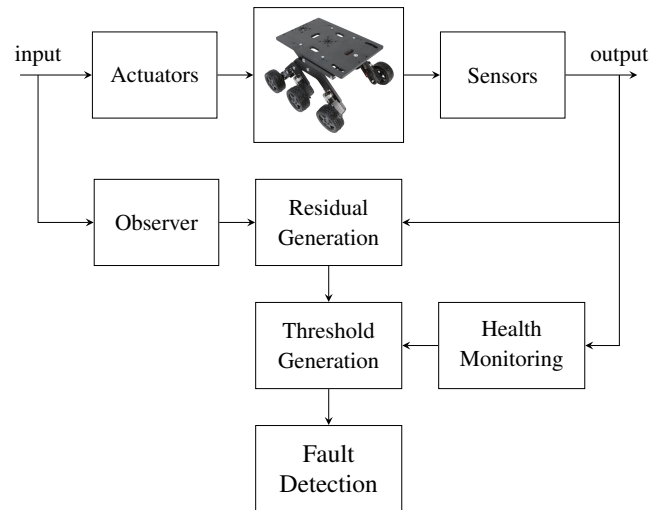 input
output
Actuators
Sensors
Observer
Residual
Generation
Threshold
Generation
Health
Monitoring
Fault
Detection